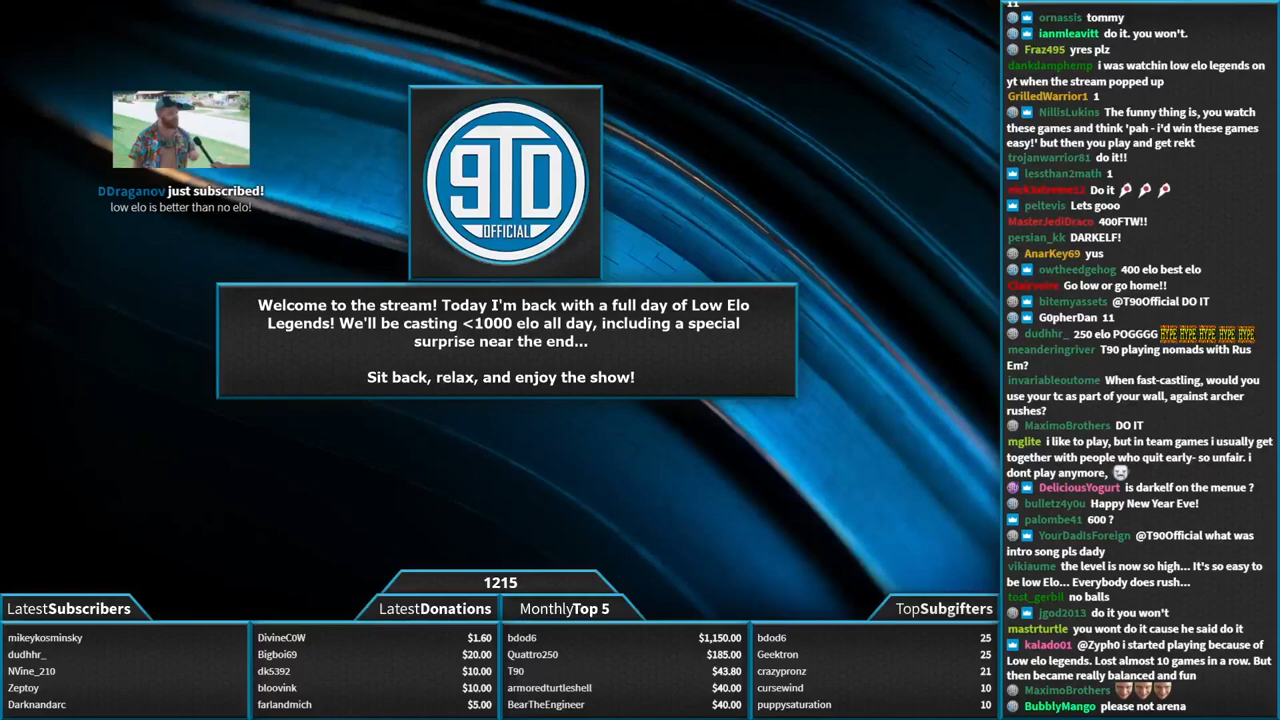 DDraganov just subscribed!
low elo is better than no elo!
9TD
OFFICIAL
Welcome to the stream! Today I'm back with a full day of Low Elo
Legends! We'll be casting <1000 elo all day, including a special
surprise near the end...
Sit back, relax, and enjoy the show!
1215
LatestSubscribers
mikeykosminsky
dudhhr_
NVine_210
Zeptoy
Darknandarc
LatestDonations
DivineC0W $1.60
Bigboi69 $20.00
dk5392 $10.00
bloovink $10.00
farlandmich $5.00
MonthlyTop 5
bdod6 $1,150.00
Quattro250 $185.00
T90 $43.80
armoredturtleshell $40.00
BearTheEngineer $40.00
TopSubgifters
bdod6 25
Geektron 25
crazypronz 21
cursewind 10
puppysaturation 10
11
ornassis tommy
ianmleavitt do it. you won't.
Fraz495 yres plz
dankdamphemp i was watchin low elo legends on
yt when the stream popped up
GrilledWarrior1 1
NillisLukins The funny thing is, you watch
these games and think 'pah - i'd win these games
easy!' but then you play and get rekt
trojanwarrior81 do it!!
lessthan2math 1
Do it
peltevis Lets gooo
MasterJediDraco 400FTW!!
persian_kk DARKELF!
AnarKey69 yus
owtheedgehog 400 elo best elo
Clairvoire Go low or go home!!
bitemyassets @T90Official DO IT
G0pherDan 11
dudhhr_ 250 elo POGGGG HYPE HYPE HYPE HYPE HYPE
meanderingriver T90 playing nomads with Rus
Em?
invariableoutome When fast-castling, would you
use your tc as part of your wall, against archer
rushes?
MaximoBrothers DO IT
mglite i like to play, but in team games i usually get
together with people who quit early- so unfair. i
dont play anymore,
DeliciousYogurt is darkelf on the menue ?
bulletz4y0u Happy New Year Eve!
palombe41 600 ?
YourDadIsForeign @T90Official what was
intro song pls dady
vikiaume the level is now so high... It's so easy to
be low Elo... Everybody does rush...
tost_gerbil no balls
jgod2013 do it you won't
mastrturtle you wont do it cause he said do it
kalado01 @Zyph0 i started playing because of
Low elo legends. Lost almost 10 games in a row. But
then became really balanced and fun
MaximoBrothers
BubblyMango please not arena